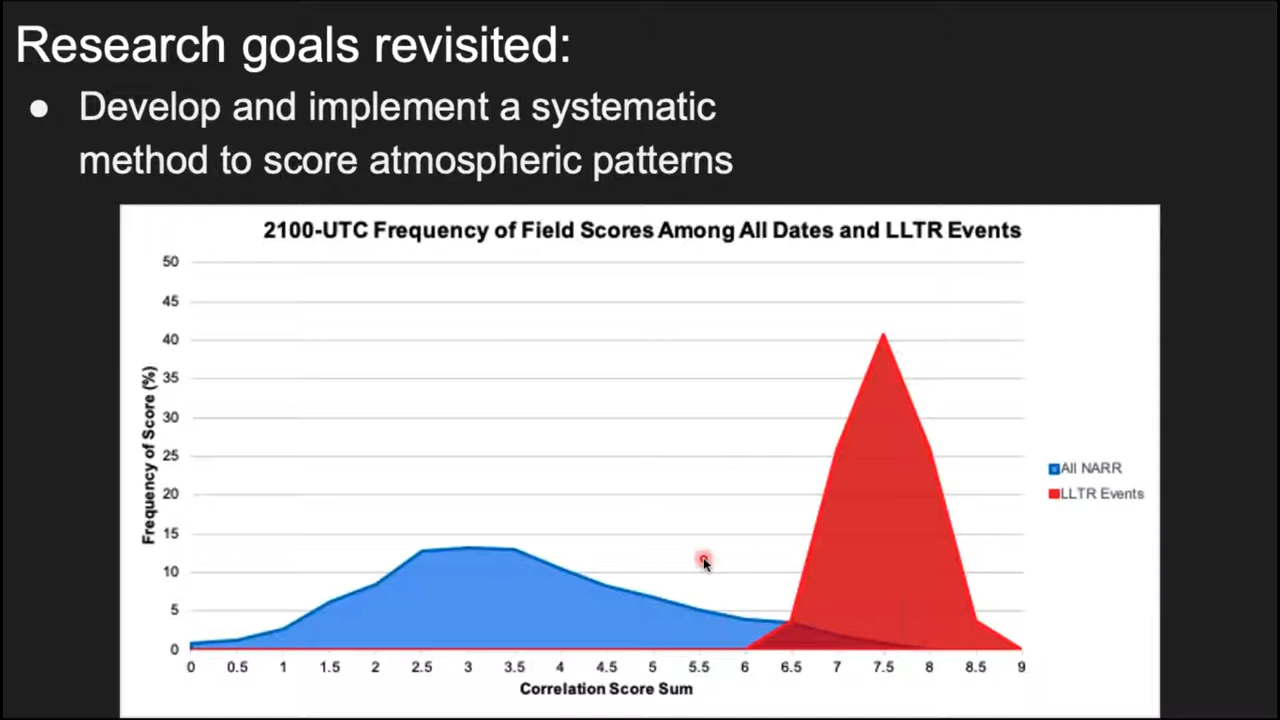 Research goals revisited:
● Develop and implement a systematic
method to score atmospheric patterns
2100-UTC Frequency of Field Scores Among All Dates and LLTR Events
Frequency of Score (%)
50
45
40
35
30
25
20
15
10
5
0
0 0.5 1 1.5 2 2.5 3 3.5 4 4.5 5 5.5 6 6.5 7 7.5 8 8.5 9
Correlation Score Sum
All NARR
LLTR Events